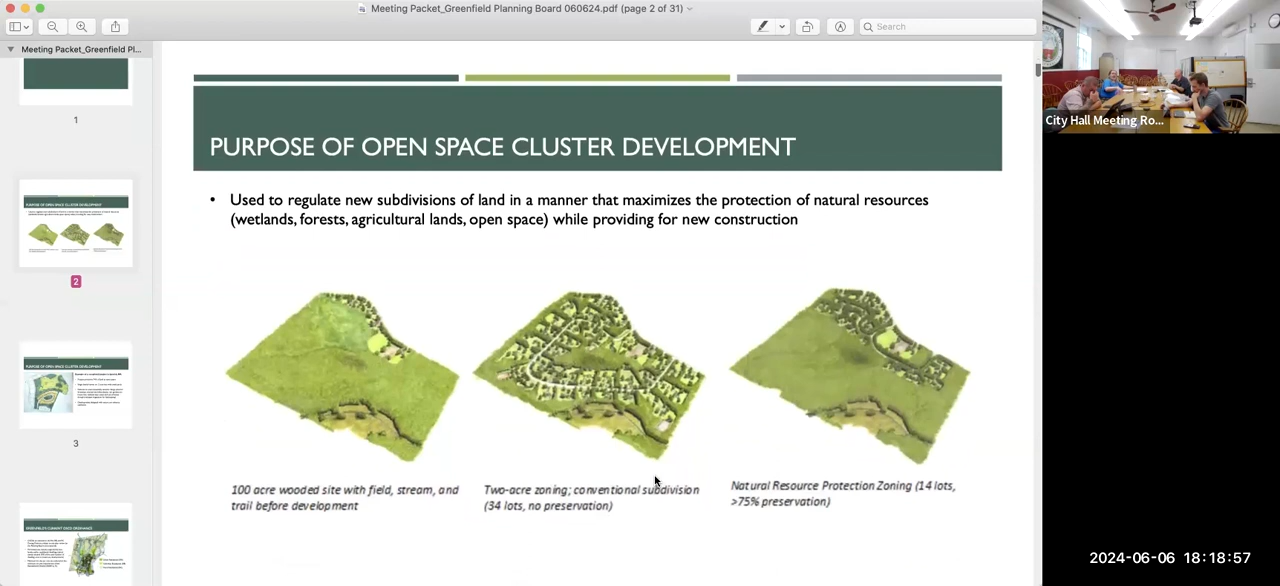 Meeting Packet_Greenfield Planning Board 060624.pdf (page 2 of 31)
Search
Meeting Packet_Greenfield Pl...
1
2
3
PURPOSE OF OPEN SPACE CLUSTER DEVELOPMENT
• Used to regulate new subdivisions of land in a manner that maximizes the protection of natural resources
(wetlands, forests, agricultural lands, open space) while providing for new construction
100 acre wooded site with field, stream, and
trail before development
Two-acre zoning; conventional subdivision
(34 lots, no preservation)
Natural Resource Protection Zoning (14 lots,
>75% preservation)
City Hall Meeting Ro...
2024-06-06 18:18:57